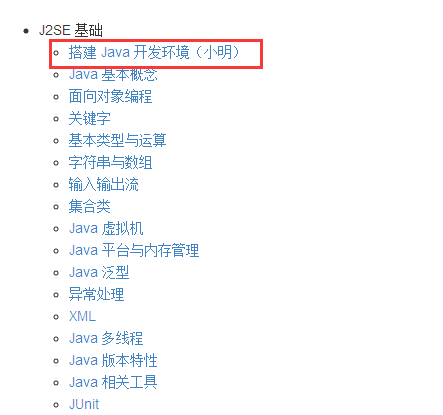 J2SE 基础
搭建 Java 开发环境（小明）
Java 基本概念
面向对象编程
关键字
基本类型与运算
字符串与数组
输入输出流
集合类
Java 虚拟机
Java 平台与内存管理
Java 泛型
异常处理
XML
Java 多线程
Java 版本特性
Java 相关工具
JUnit